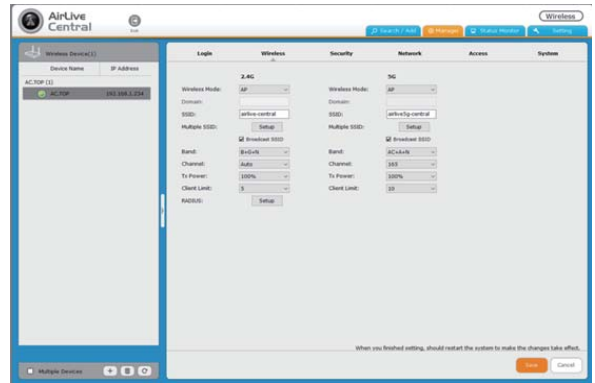 AirLive
Central
Wireless
Search / Add
Manager
Status Monitor
Setting
Wireless Device(1)
Login
Wireless
Security
Network
Access
System
Device Name
IP Address
AC.TOP (1)
AC.TOP
192.168.1.234
2.4G
5G
Wireless Mode:
AP
Wireless Mode:
AP
Domain:
Domain:
SSID:
airlive-central
SSID:
airlive5g-central
Multiple SSID:
Setup
Multiple SSID:
Setup
Broadcast SSID
Broadcast SSID
Band:
B+G+N
Band:
AC+A+N
Channel:
Auto
Channel:
165
Tx Power:
100%
Tx Power:
100%
Client Limit:
5
Client Limit:
10
RADIUS:
Setup
When you finished setting, should restart the system to make the changes take effect.
Multiple Devices
Save
Cancel